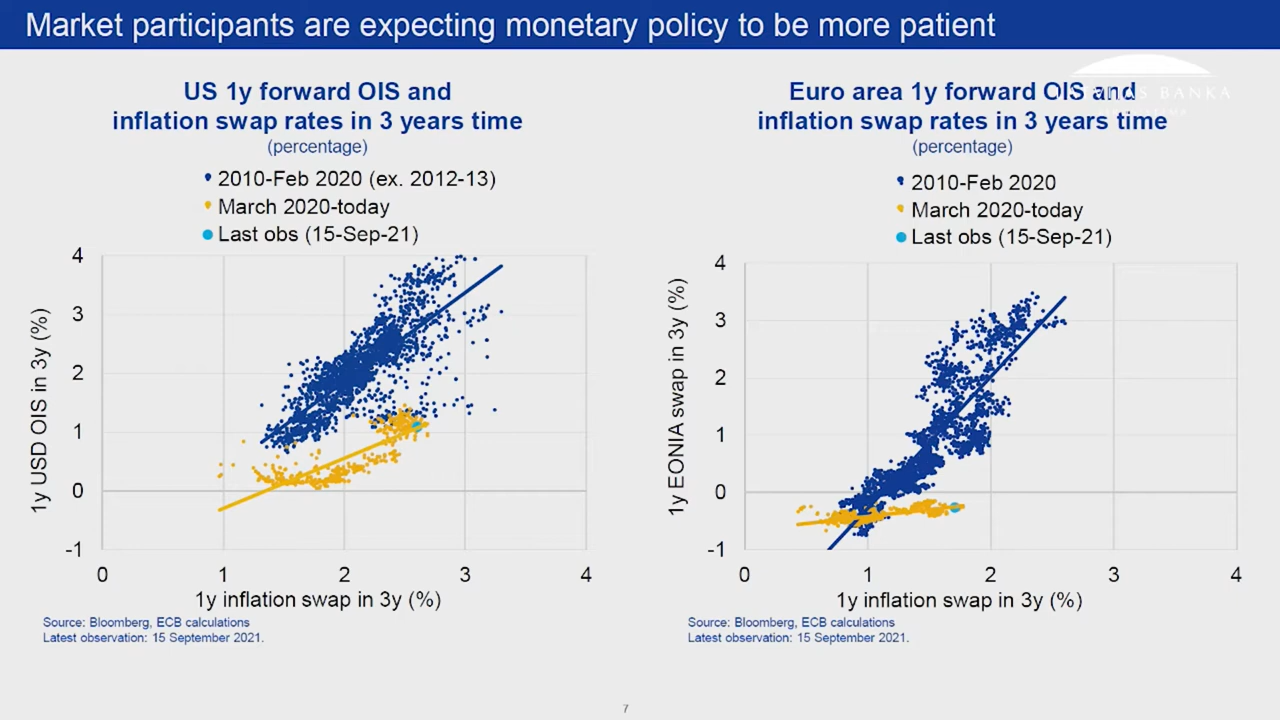 Market participants are expecting monetary policy to be more patient
US 1y forward OIS and
inflation swap rates in 3 years time
(percentage)
2010-Feb 2020 (ex. 2012-13)
March 2020-today
Last obs (15-Sep-21)
4
3
2
1
0
-1
1y USD OIS in 3y (%)
0 1 2 3 4
1y inflation swap in 3y (%)
Source: Bloomberg, ECB calculations
Latest observation: 15 September 2021.
Euro area 1y forward OIS and
inflation swap rates in 3 years time
(percentage)
LATVIJAS BANKA
2010-Feb 2020
March 2020-today
Last obs (15-Sep-21)
4
3
2
1
0
-1
1y EONIA swap in 3y (%)
0 1 2 3 4
1y inflation swap in 3y (%)
Source: Bloomberg, ECB calculations
Latest observation: 15 September 2021.
7